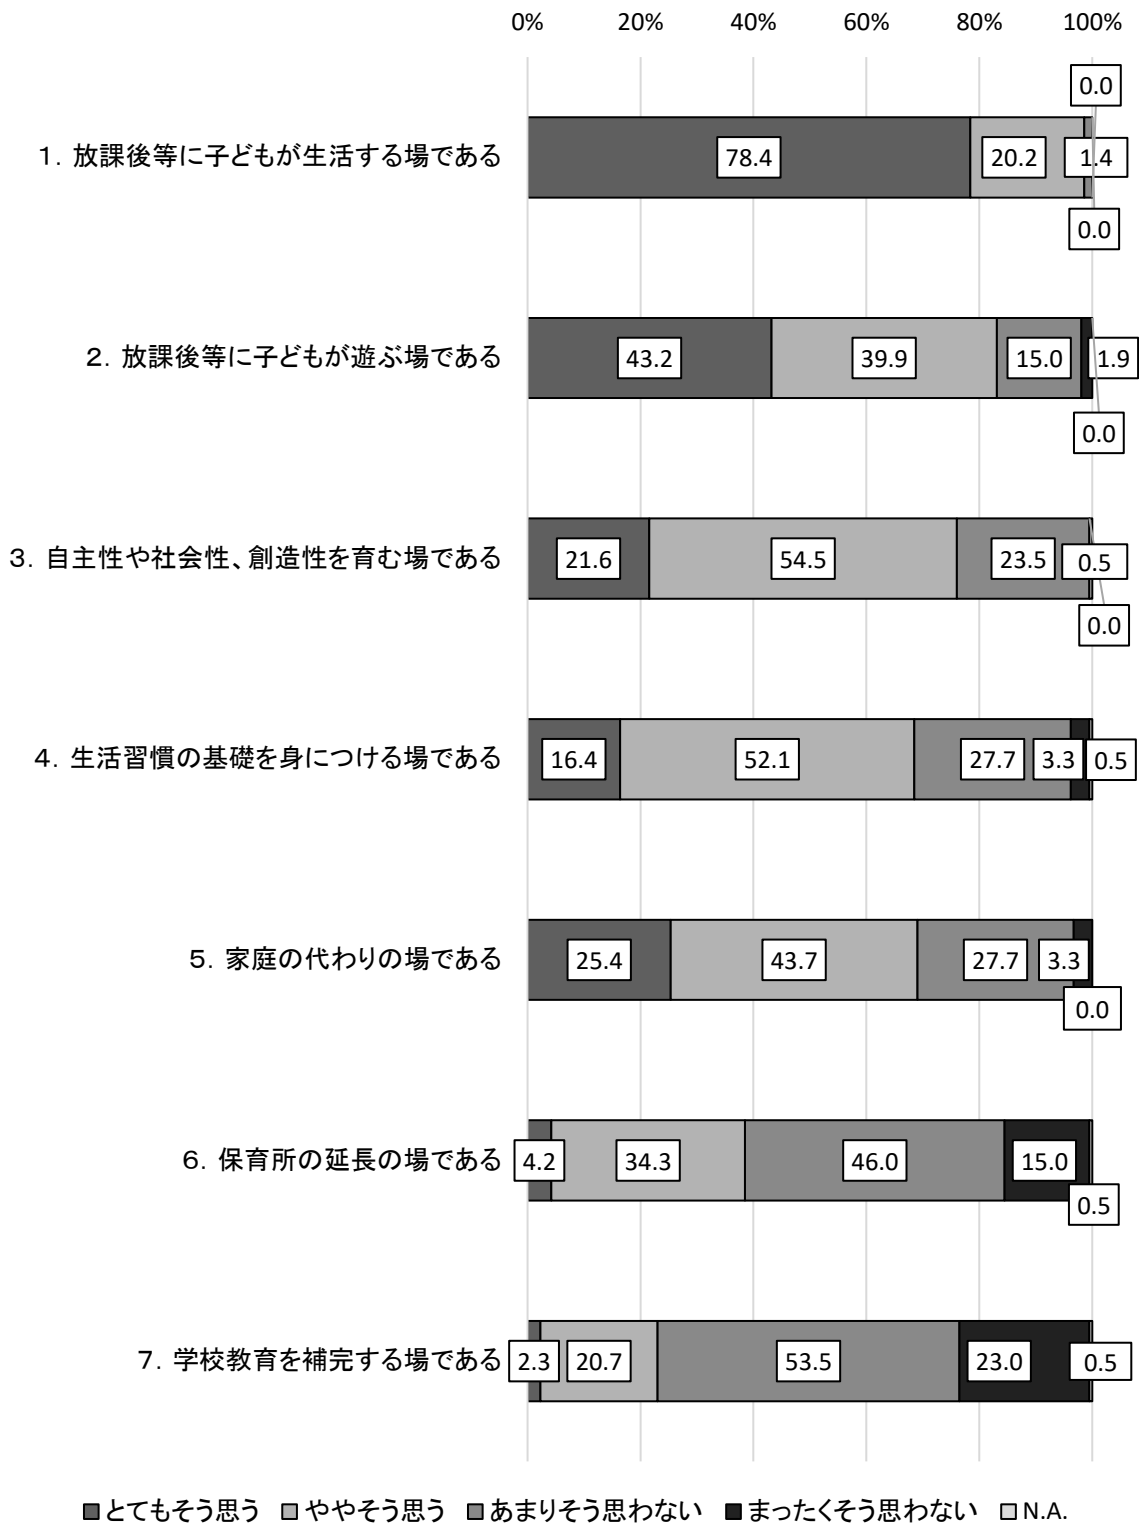 0% 20% 40% 60% 80% 100%
0.0
1．放課後等に子どもが生活する場である 78.4 20.2 1.4
0.0
2．放課後等に子どもが遊ぶ場である 43.2 39.9 15.0 1.9
0.0
3．自主性や社会性、創造性を育む場である 21.6 54.5 23.5 0.5
0.0
4．生活習慣の基礎を身につける場である 16.4 52.1 27.7 3.3 0.5
5．家庭の代わりの場である 25.4 43.7 27.7 3.3
0.0
6．保育所の延長の場である 4.2 34.3 46.0 15.0
0.5
7．学校教育を補完する場である 2.3 20.7 53.5 23.0 0.5
とてもそう思う ややそう思う あまりそう思わない まったくそう思わない N.A.